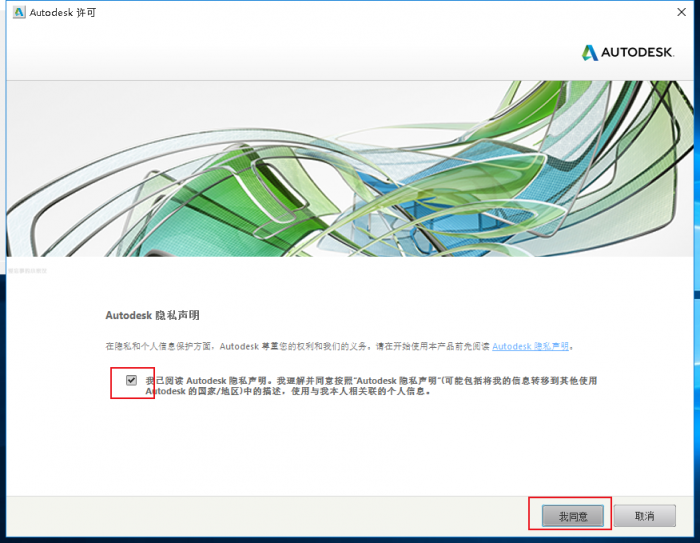 Autodesk 许可
AUTODESK.
Autodesk 隐私声明
在隐私和个人信息保护方面，Autodesk 尊重您的权利和我们的义务。请在开始使用本产品前先阅读 Autodesk 隐私声明。
我已阅读 Autodesk 隐私声明。我理解并同意按照“Autodesk 隐私声明”(可能包括将我的信息转移到其他使用
Autodesk 的国家/地区)中的描述，使用与我本人相关联的个人信息。
我同意
取消